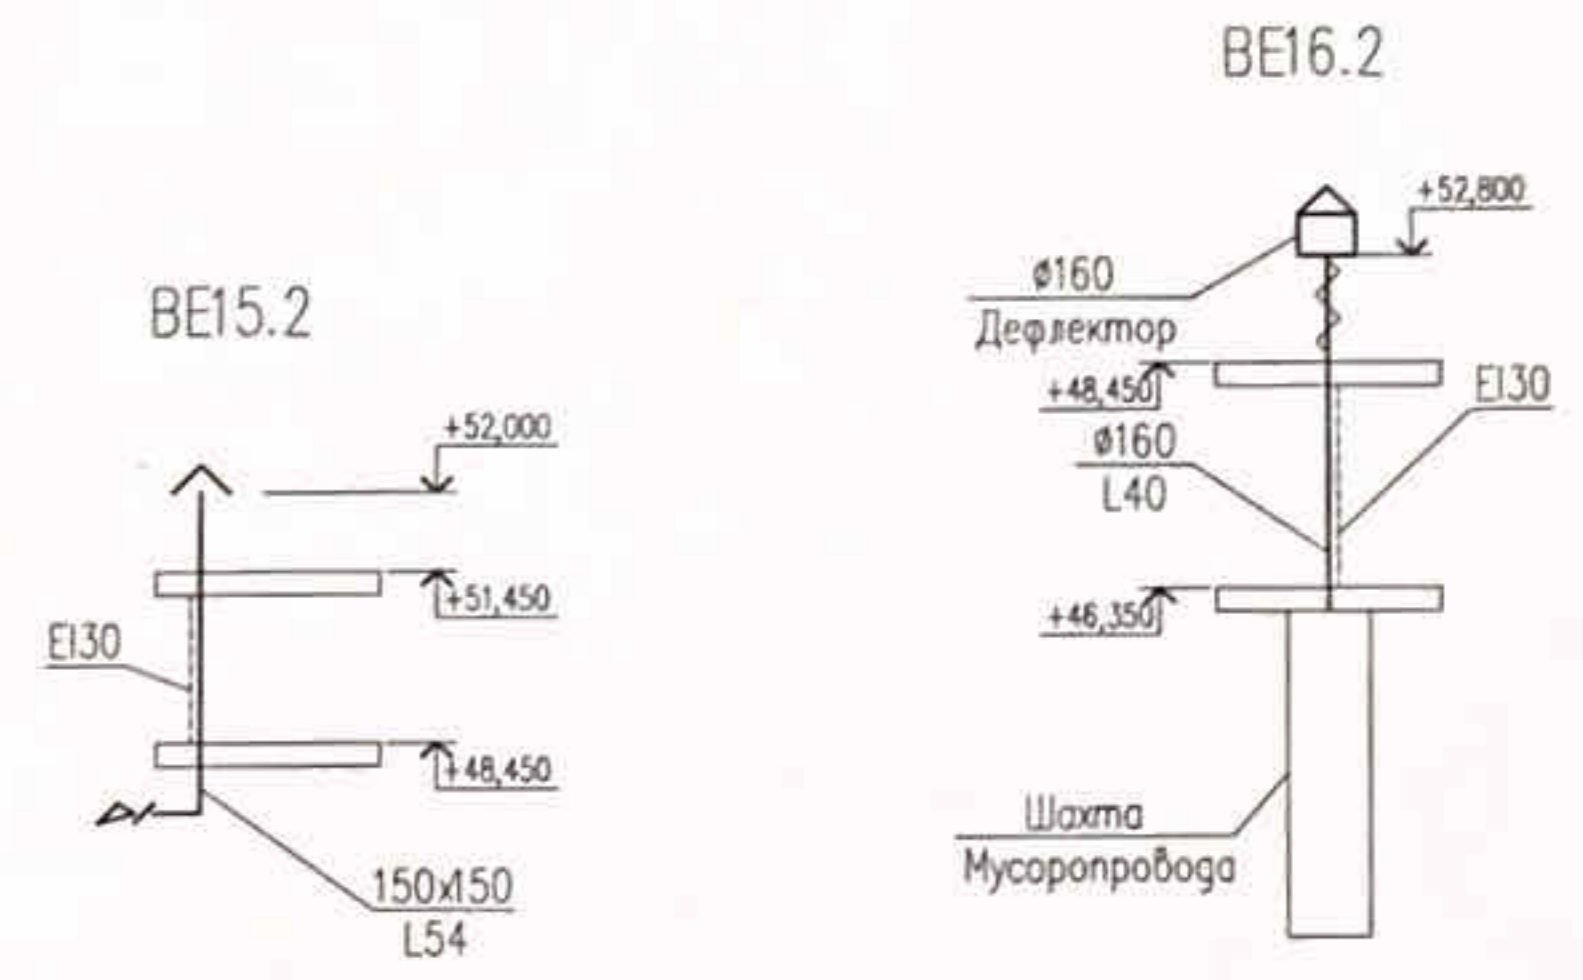 ВЕ15.2
+52,000
+51,450
EI30
+48,450
150x150
L54
ВЕ16.2
+52,800
ø160
Дефлектор
+48,450
EI30
ø160
L40
+46,350
Шахта
Мусоропровода